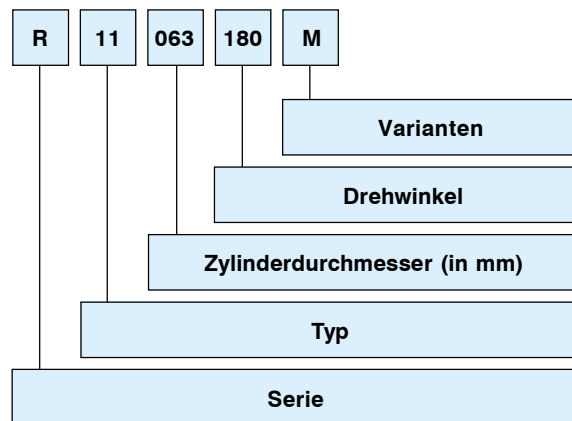 R 11 063 180 M
Varianten
Drehwinkel
Zylinderdurchmesser (in mm)
Typ
Serie